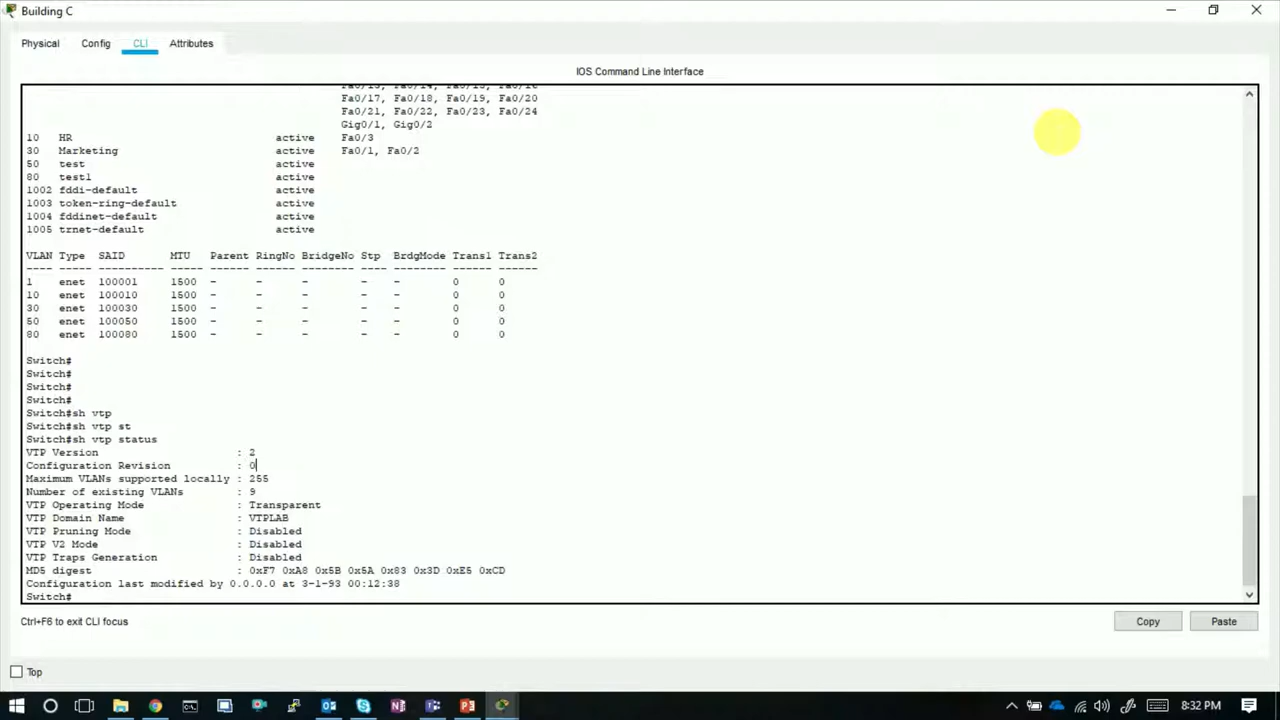 Building C
Physical Config CLI Attributes
IOS Command Line Interface
Fa0/17, Fa0/18, Fa0/19, Fa0/20
Fa0/21, Fa0/22, Fa0/23, Fa0/24
Gig0/1, Gig0/2
10 HR active Fa0/3
30 Marketing active Fa0/1, Fa0/2
50 test active
80 test1 active
1002 fddi-default active
1003 token-ring-default active
1004 fddinet-default active
1005 trnet-default active
VLAN Type SAID MTU Parent RingNo BridgeNo Stp BrdgMode Trans1 Trans2
---- ----- ---------- ----- ------ ------ -------- ---- -------- ------ ------
1 enet 100001 1500 - - - - - 0 0
10 enet 100010 1500 - - - - - 0 0
30 enet 100030 1500 - - - - - 0 0
50 enet 100050 1500 - - - - - 0 0
80 enet 100080 1500 - - - - - 0 0
Switch#
Switch#
Switch#
Switch#
Switch#sh vtp
Switch#sh vtp st
Switch#sh vtp status
VTP Version : 2
Configuration Revision : 0
Maximum VLANs supported locally : 255
Number of existing VLANs : 9
VTP Operating Mode : Transparent
VTP Domain Name : VTPLAB
VTP Pruning Mode : Disabled
VTP V2 Mode : Disabled
VTP Traps Generation : Disabled
MD5 digest : 0xF7 0xA8 0x5B 0x5A 0x83 0x3D 0xE5 0xCD
Configuration last modified by 0.0.0.0 at 3-1-93 00:12:38
Switch#
Ctrl+F6 to exit CLI focus
Copy Paste
Top
8:32 PM